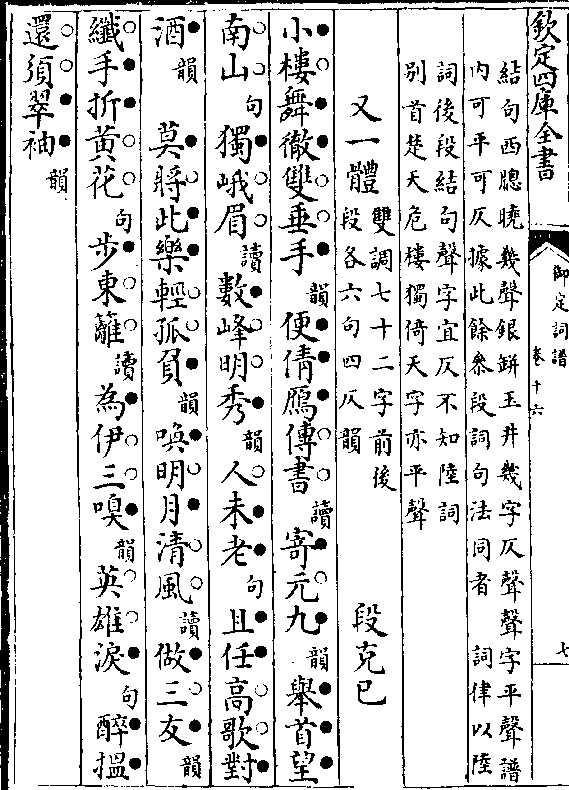 欽定四庫全書
御定詞譜
卷十六
七
結句西聰曉幾聲銀缾玉井幾字仄聲聲字平聲譜
内可平可仄據此餘叅段詞句法同者 詞律以陸
詞後段結句聲字宜仄不知陸詞
別首楚天危樓獨倚天字亦平聲
又一體 雙調七十二字前後
段各六句四仄韻 段克已
小樓舞徹雙垂手韻便倩鴈傳書讀寄元九韻舉首望
南山句獨峨眉讀數峰明秀韻人未老句且任高歌對
酒韻 莫將此樂輕孤負韻喚明月清風讀做三友韻
纖手折黃花句步東籬讀為伊三嗅韻英雄淚句醉搵
還須翠袖韻